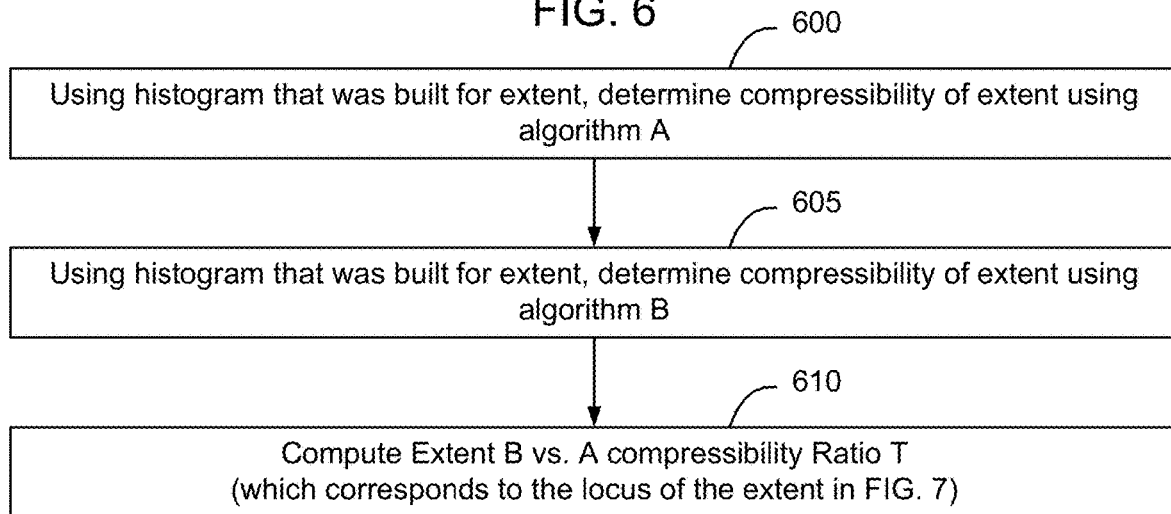 FIG. 6
600
Using histogram that was built for extent, determine compressibility of extent using
algorithm A
605
Using histogram that was built for extent, determine compressibility of extent using
algorithm B
610
Compute Extent B vs. A compressibility Ratio T
(which corresponds to the locus of the extent in FIG. 7)